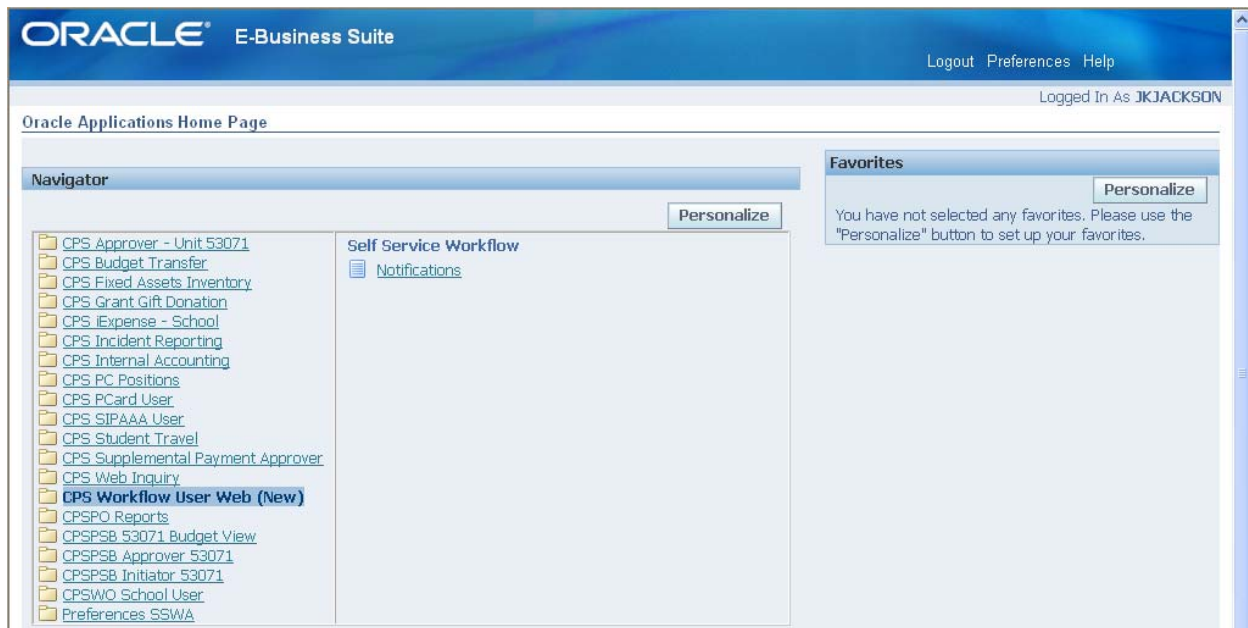 ORACLE® E-Business Suite
Logout Preferences Help
Logged In As JKJACKSON
Oracle Applications Home Page
Navigator
Personalize
CPS Approver - Unit 53071
CPS Budget Transfer
CPS Fixed Assets Inventory
CPS Grant Gift Donation
CPS iExpense - School
CPS Incident Reporting
CPS Internal Accounting
CPS PC Positions
CPS PCard User
CPS SIPAAA User
CPS Student Travel
CPS Supplemental Payment Approver
CPS Web Inquiry
CPS Workflow User Web (New)
CPSPO Reports
CPSPSB 53071 Budget View
CPSPSB Approver 53071
CPSPSB Initiator 53071
CPSWO School User
Preferences SSWA
Self Service Workflow
Notifications
Favorites
Personalize
You have not selected any favorites. Please use the
"Personalize" button to set up your favorites.